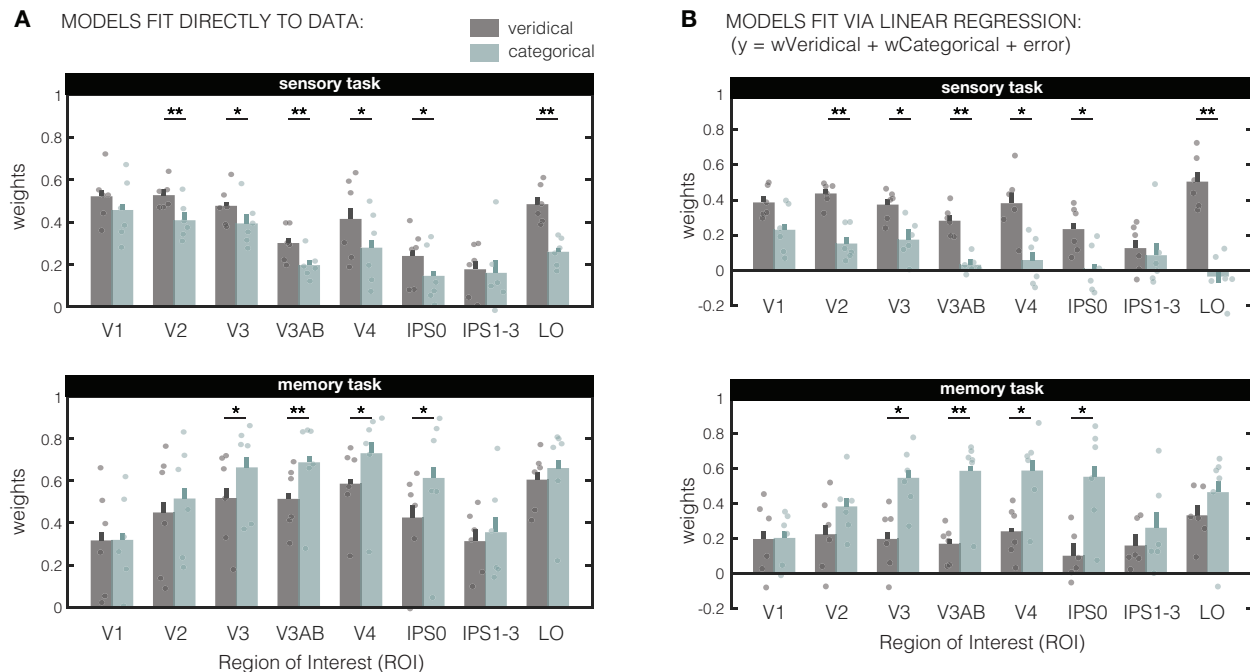 A MODELS FIT DIRECTLY TO DATA:
veridical
categorical
sensory task
** * ** * * **
1
0.8
0.6
0.4
0.2
0
weights
V1 V2 V3 V3AB V4 IPS0 IPS1-3 LO
memory task
* ** * *
1
0.8
0.6
0.4
0.2
0
weights
V1 V2 V3 V3AB V4 IPS0 IPS1-3 LO
Region of Interest (ROI)
B MODELS FIT VIA LINEAR REGRESSION:
(y = wVeridical + wCategorical + error)
sensory task
** * ** * * **
1
0.8
0.6
0.4
0.2
0
-0.2
weights
V1 V2 V3 V3AB V4 IPS0 IPS1-3 LO
memory task
* ** * *
1
0.8
0.6
0.4
0.2
0
-0.2
weights
V1 V2 V3 V3AB V4 IPS0 IPS1-3 LO
Region of Interest (ROI)